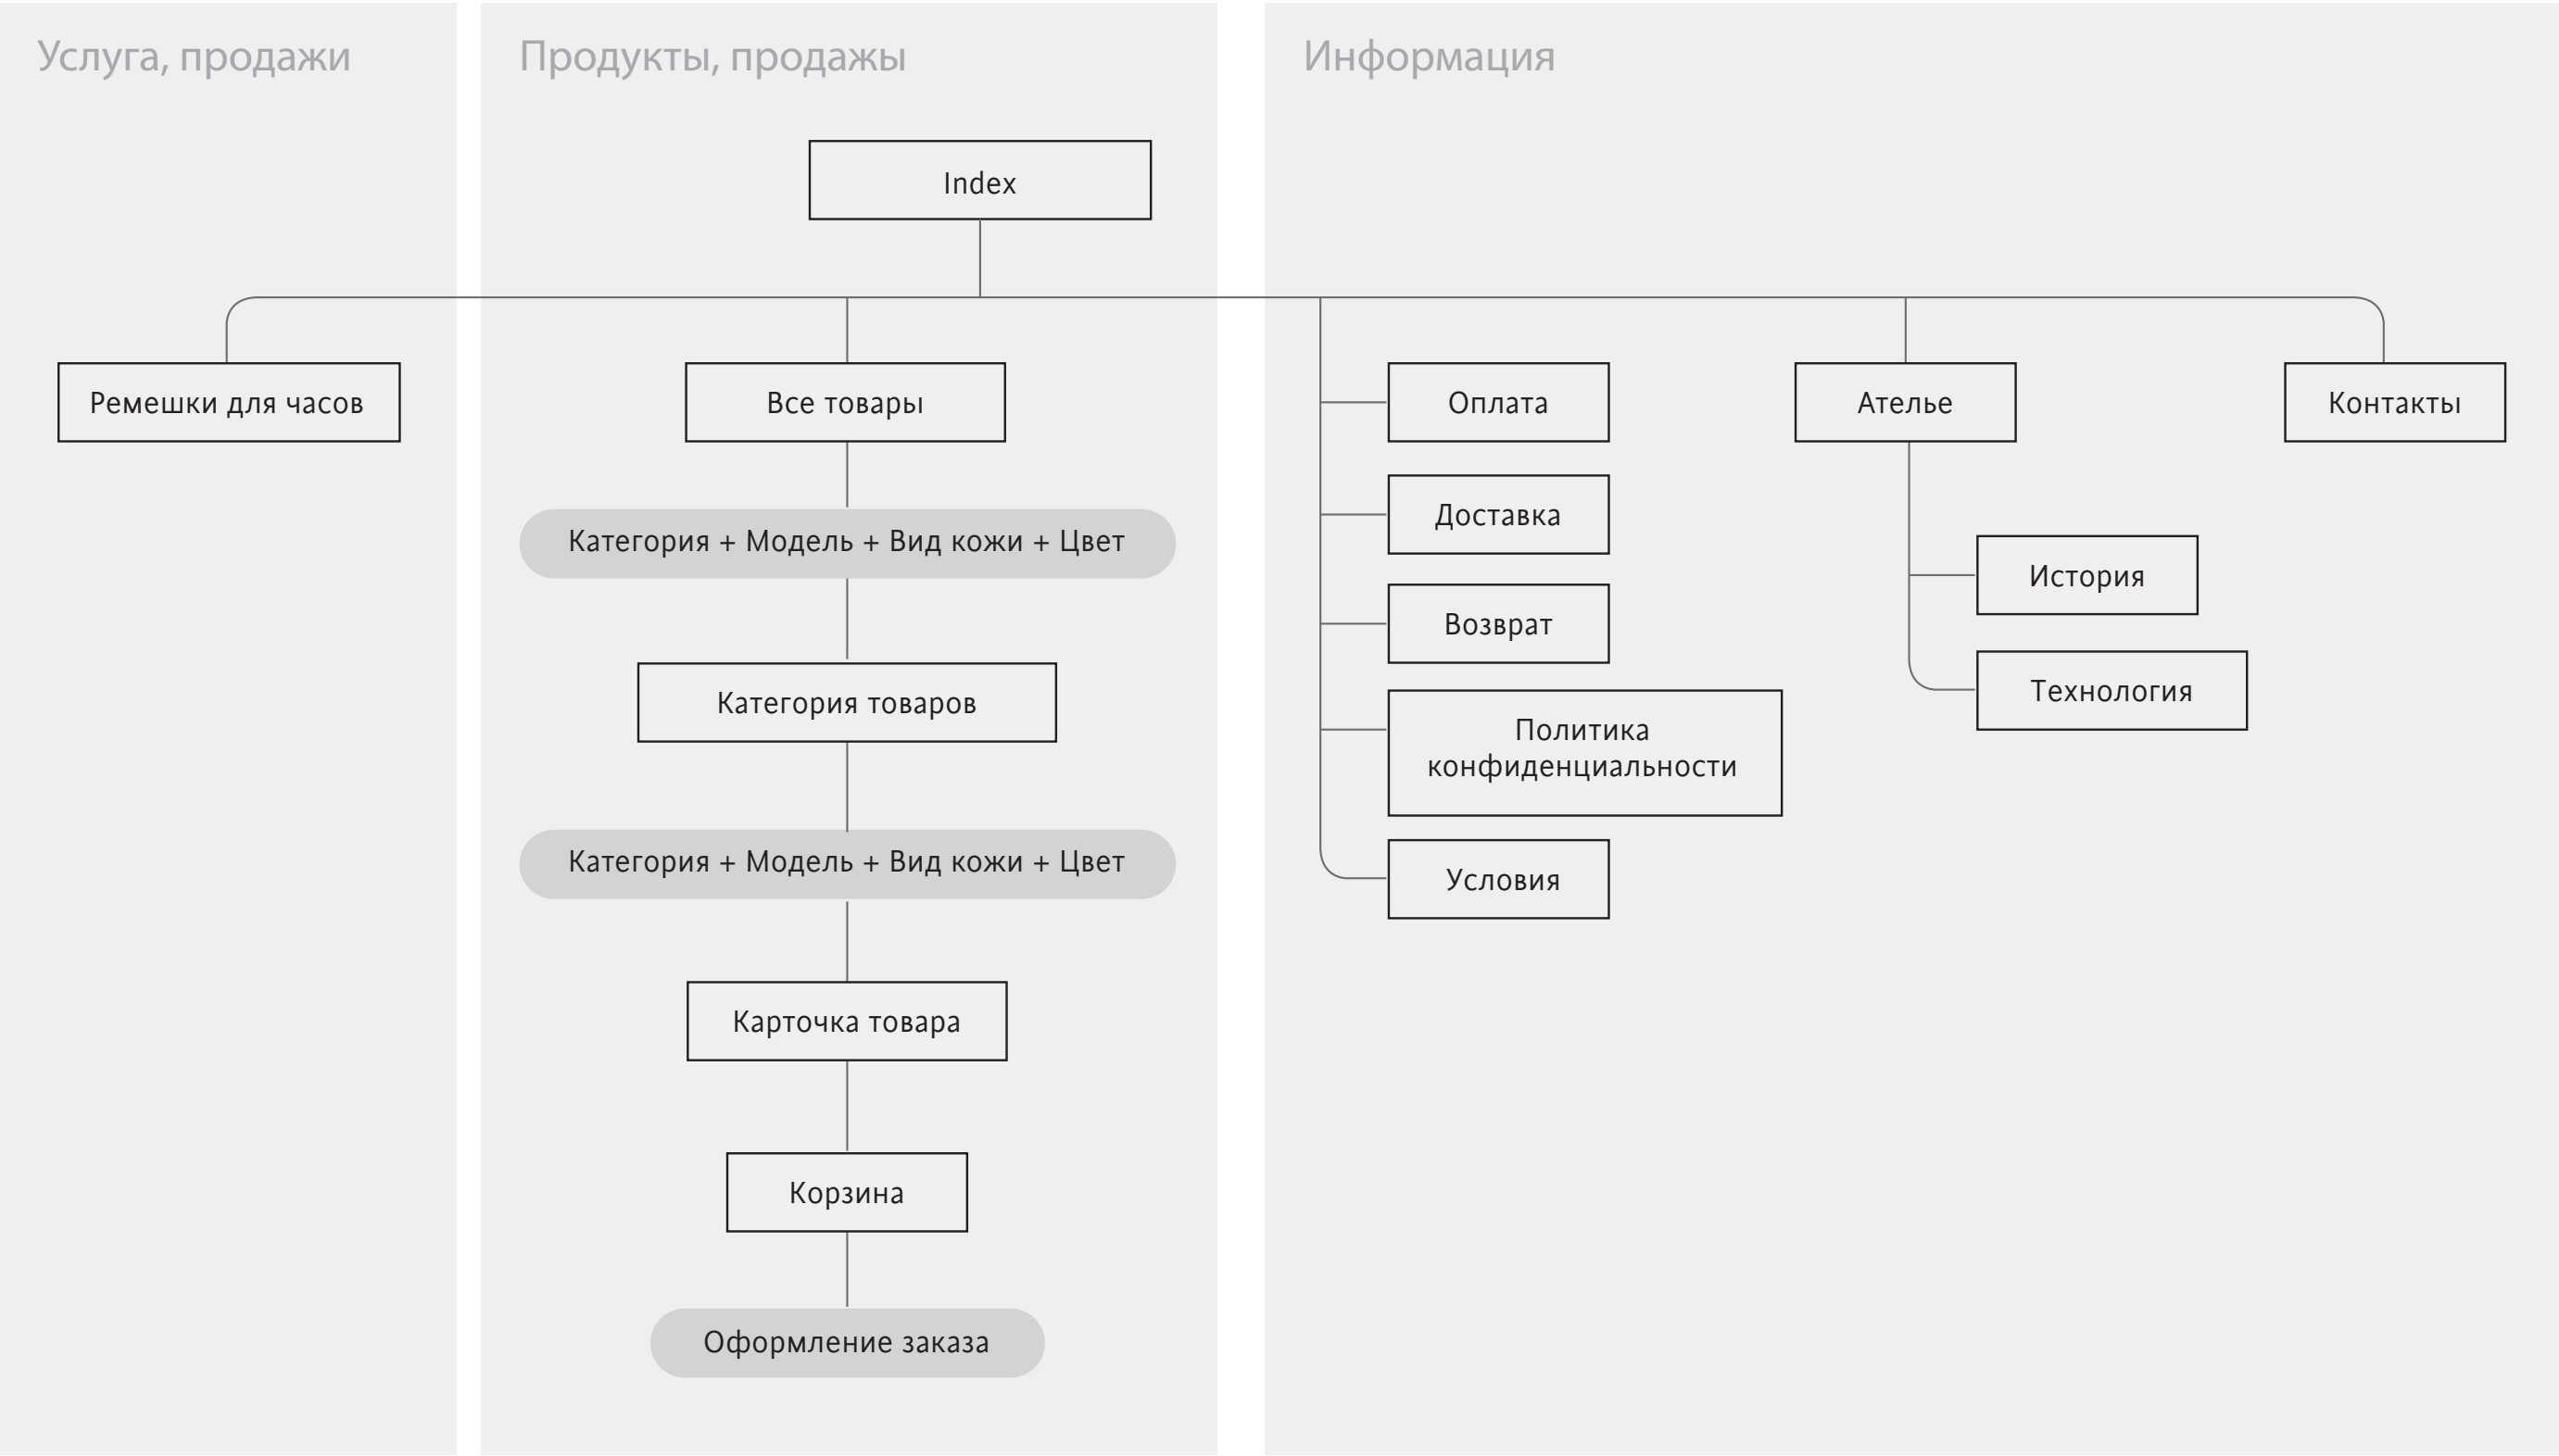 Услуга, продажи
Продукты, продажы
Информация
Index
Ремешки для часов
Все товары
Оплата
Ателье
Контакты
Доставка
Категория + Модель + Вид кожи + Цвет
История
Возврат
Технология
Категория товаров
Политика
конфиденциальности
Категория + Модель + Вид кожи + Цвет
Условия
Карточка товара
Корзина
Оформление заказа